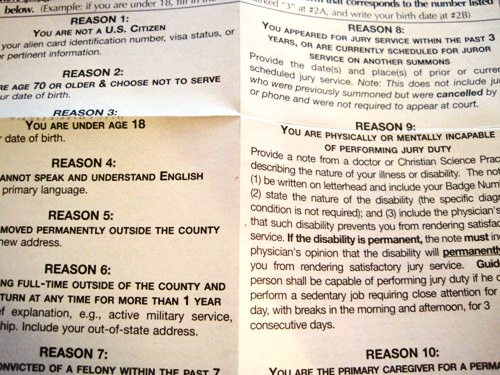 below. (Example: if you are under 18, fill in the
REASON 1:
YOU ARE NOT A U.S. CITIZEN
your alien card identification number, visa status, or
r pertinent information.
REASON 2:
RE AGE 70 OR OLDER & CHOOSE NOT TO SERVE
ur date of birth.
REASON 3:
YOU ARE UNDER AGE 18
r date of birth.
REASON 4:
ANNOT SPEAK AND UNDERSTAND ENGLISH
primary language.
REASON 5:
MOVED PERMANENTLY OUTSIDE THE COUNTY
new address.
REASON 6:
NG FULL-TIME OUTSIDE OF THE COUNTY AND
TURN AT ANY TIME FOR MORE THAN 1 YEAR
ef explanation, e.g., active military service,
hip. Include your out-of-state address.
REASON 7:
ONVICTED OF A FELONY WITHIN THE PAST 7
that corresponds to the number listed
arked "3" at #2A, and write your birth date at #2B)
REASON 8:
YOU APPEARED FOR JURY SERVICE WITHIN THE PAST 3
YEARS, OR ARE CURRENTLY SCHEDULED FOR JUROR
SERVICE ON ANOTHER SUMMONS
Provide the date(s) and place(s) of prior or curren
scheduled jury service. Note: This does not include ju
who were previously summoned but were cancelled by
or phone and were not required to appear at court.
REASON 9:
YOU ARE PHYSICALLY OR MENTALLY INCAPABLE
OF PERFORMING JURY DUTY
Provide a note from a doctor or Christian Science Prac
describing the nature of your illness or disability. The not
(1) be written on letterhead and include your Badge Num
(2) state the nature of the disability (the specific diagn
condition is not required); and (3) include the physician's
that such disability prevents you from rendering satisfac
service. If the disability is permanent, the note must in
physician's opinion that the disability will permanently
you from rendering satisfactory jury service. Guid
person shall be capable of performing jury duty if he o
perform a sedentary job requiring close attention for
day, with breaks in the morning and afternoon, for 3
consecutive days.
REASON 10:
YOU ARE THE PRIMARY CAREGIVER FOR A PERMA